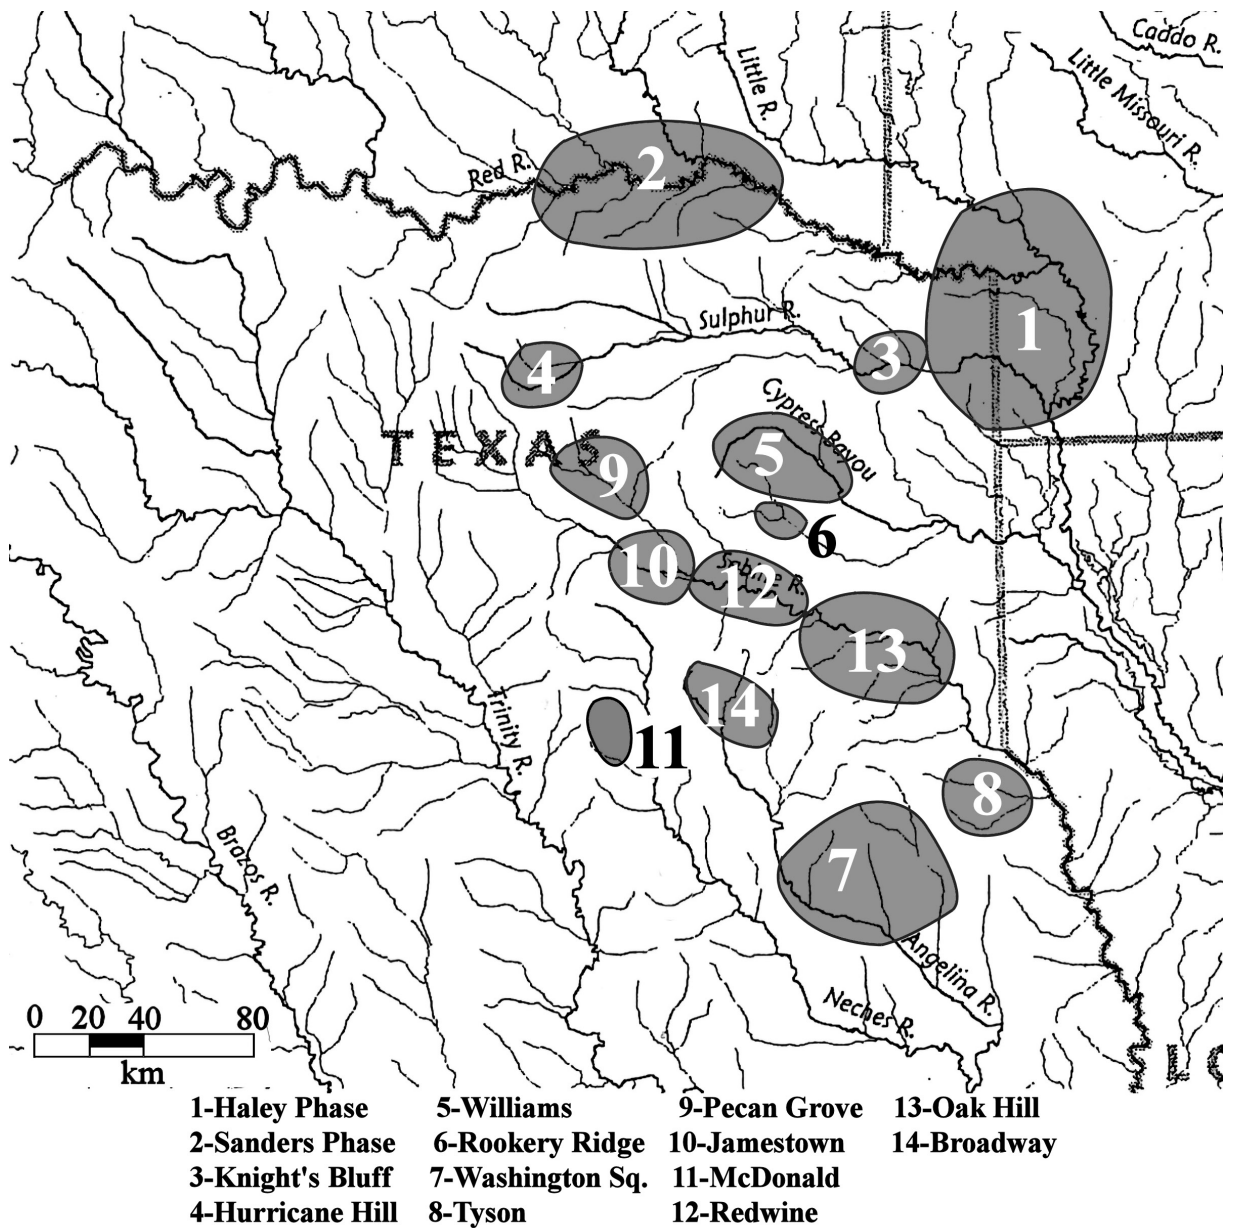 Caddo R.
Little R.
Little Missouri R.
Red R.
2
1
Sulphur R.
3
4
Cypress Bayou
TEXAS
5
9
6
10
Sabine R.
12
13
14
11
Trinity R.
8
7
Brazos R.
Angelina R.
Neches R.
0 20 40 80
km
LO
1-Haley Phase 5-Williams 9-Pecan Grove 13-Oak Hill
2-Sanders Phase 6-Rookery Ridge 10-Jamestown 14-Broadway
3-Knight's Bluff 7-Washington Sq. 11-McDonald
4-Hurricane Hill 8-Tyson 12-Redwine